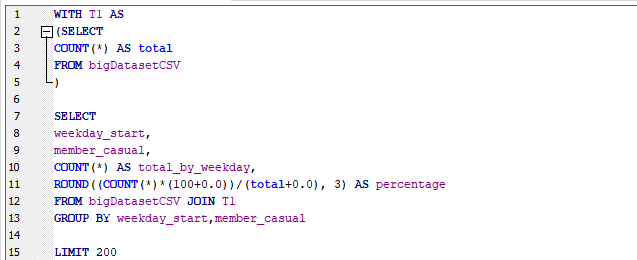 1 WITH T1 AS
2 (SELECT
3 COUNT(*) AS total
4 FROM bigDatasetCSV
5 )
6
7 SELECT
8 weekday_start,
9 member_casual,
10 COUNT(*) AS total_by_weekday,
11 ROUND((COUNT(*)*(100+0.0))/(total+0.0), 3) AS percentage
12 FROM bigDatasetCSV JOIN T1
13 GROUP BY weekday_start,member_casual
14
15 LIMIT 200